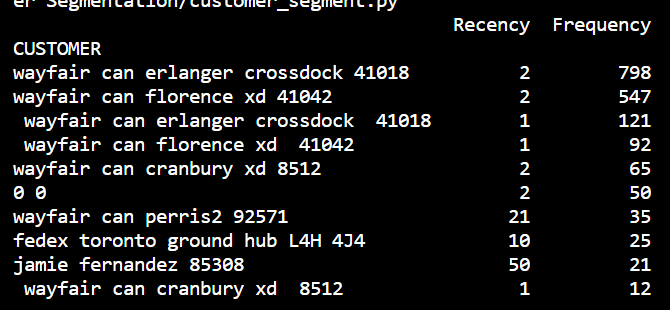 er Segmentation/customer_segment.py
Recency Frequency
CUSTOMER
wayfair can erlanger crossdock 41018 2 798
wayfair can florence xd 41042 2 547
 wayfair can erlanger crossdock  41018 1 121
 wayfair can florence xd  41042 1 92
wayfair can cranbury xd 8512 2 65
0 0 2 50
wayfair can perris2 92571 21 35
fedex toronto ground hub L4H 4J4 10 25
jamie fernandez 85308 50 21
 wayfair can cranbury xd  8512 1 12